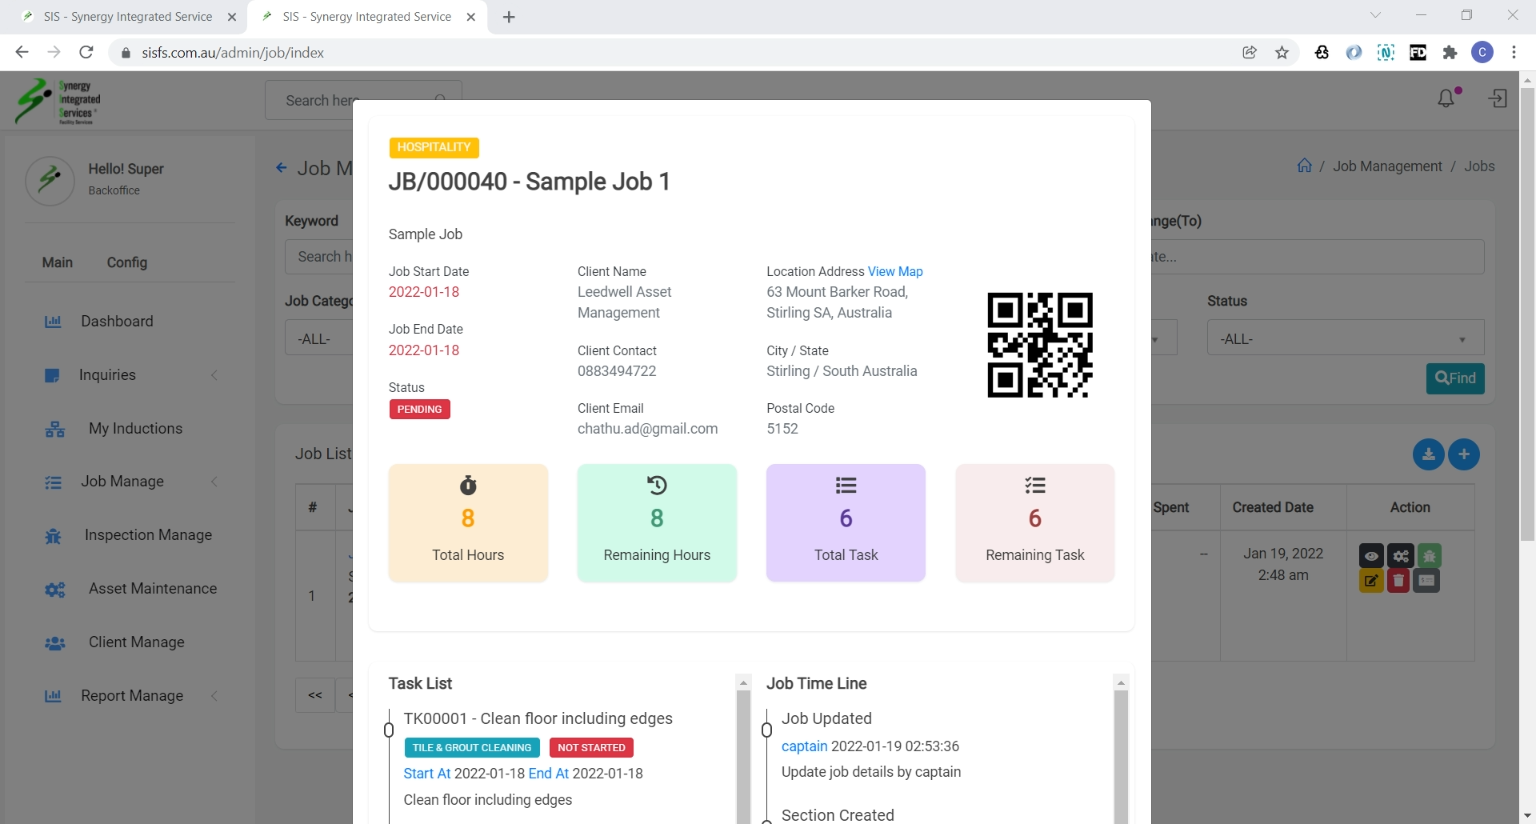 SIS - Synergy Integrated Service
SIS - Synergy Integrated Service
sisfs.com.au/admin/job/index
FD
N
C
Synergy
Integrated
Services
Search here
Hello! Super
Backoffice
Main Config
Dashboard
Inquiries
My Inductions
Job Manage
Inspection Manage
Asset Maintenance
Client Manage
Report Manage
Job M
/ Job Management / Jobs
Keyword
Search h
nge(To)
te...
Job Catego
-ALL-
Status
-ALL-
Find
Job List
#
Spent Created Date Action
1
-- Jan 19, 2022
2:48 am
<< <
HOSPITALITY
JB/000040 - Sample Job 1
Sample Job
Job Start Date
2022-01-18
Job End Date
2022-01-18
Status
PENDING
Client Name
Leedwell Asset
Management
Client Contact
0883494722
Client Email
chathu.ad@gmail.com
Location Address View Map
63 Mount Barker Road,
Stirling SA, Australia
City / State
Stirling / South Australia
Postal Code
5152
8
Total Hours
8
Remaining Hours
6
Total Task
6
Remaining Task
Task List
TK00001 - Clean floor including edges
TILE & GROUT CLEANING NOT STARTED
Start At 2022-01-18 End At 2022-01-18
Clean floor including edges
Job Time Line
Job Updated
captain 2022-01-19 02:53:36
Update job details by captain
Section Created